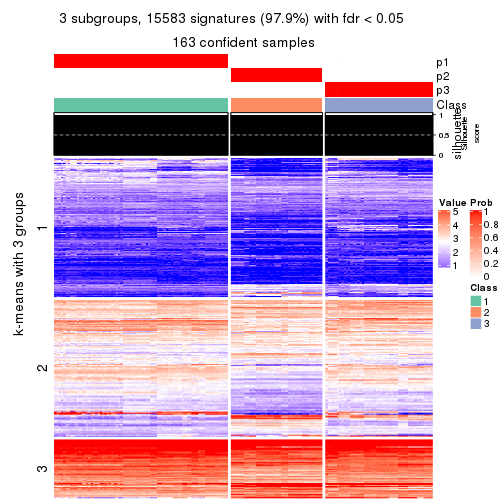 3 subgroups, 15583 signatures (97.9%) with fdr < 0.05
163 confident samples
p1
p2
p3
Class
1
0.5
0
silhouette
Silhouette
score
k-means with 3 groups
1
2
3
Value
5
4
3
2
1
Prob
1
0.8
0.6
0.4
0.2
0
Class
1
2
3